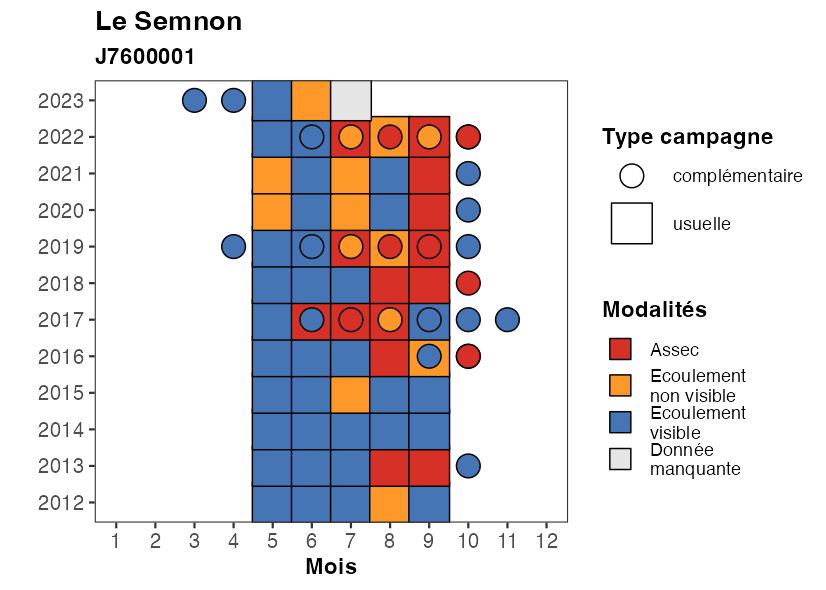 Le Semnon
J7600001
2023
2022
2021
2020
2019
2018
2017
2016
2015
2014
2013
2012
1 2 3 4 5 6 7 8 9 10 11 12
Mois
Type campagne
complémentaire
usuelle
Modalités
Assec
Ecoulement
non visible
Ecoulement
visible
Donnée
manquante